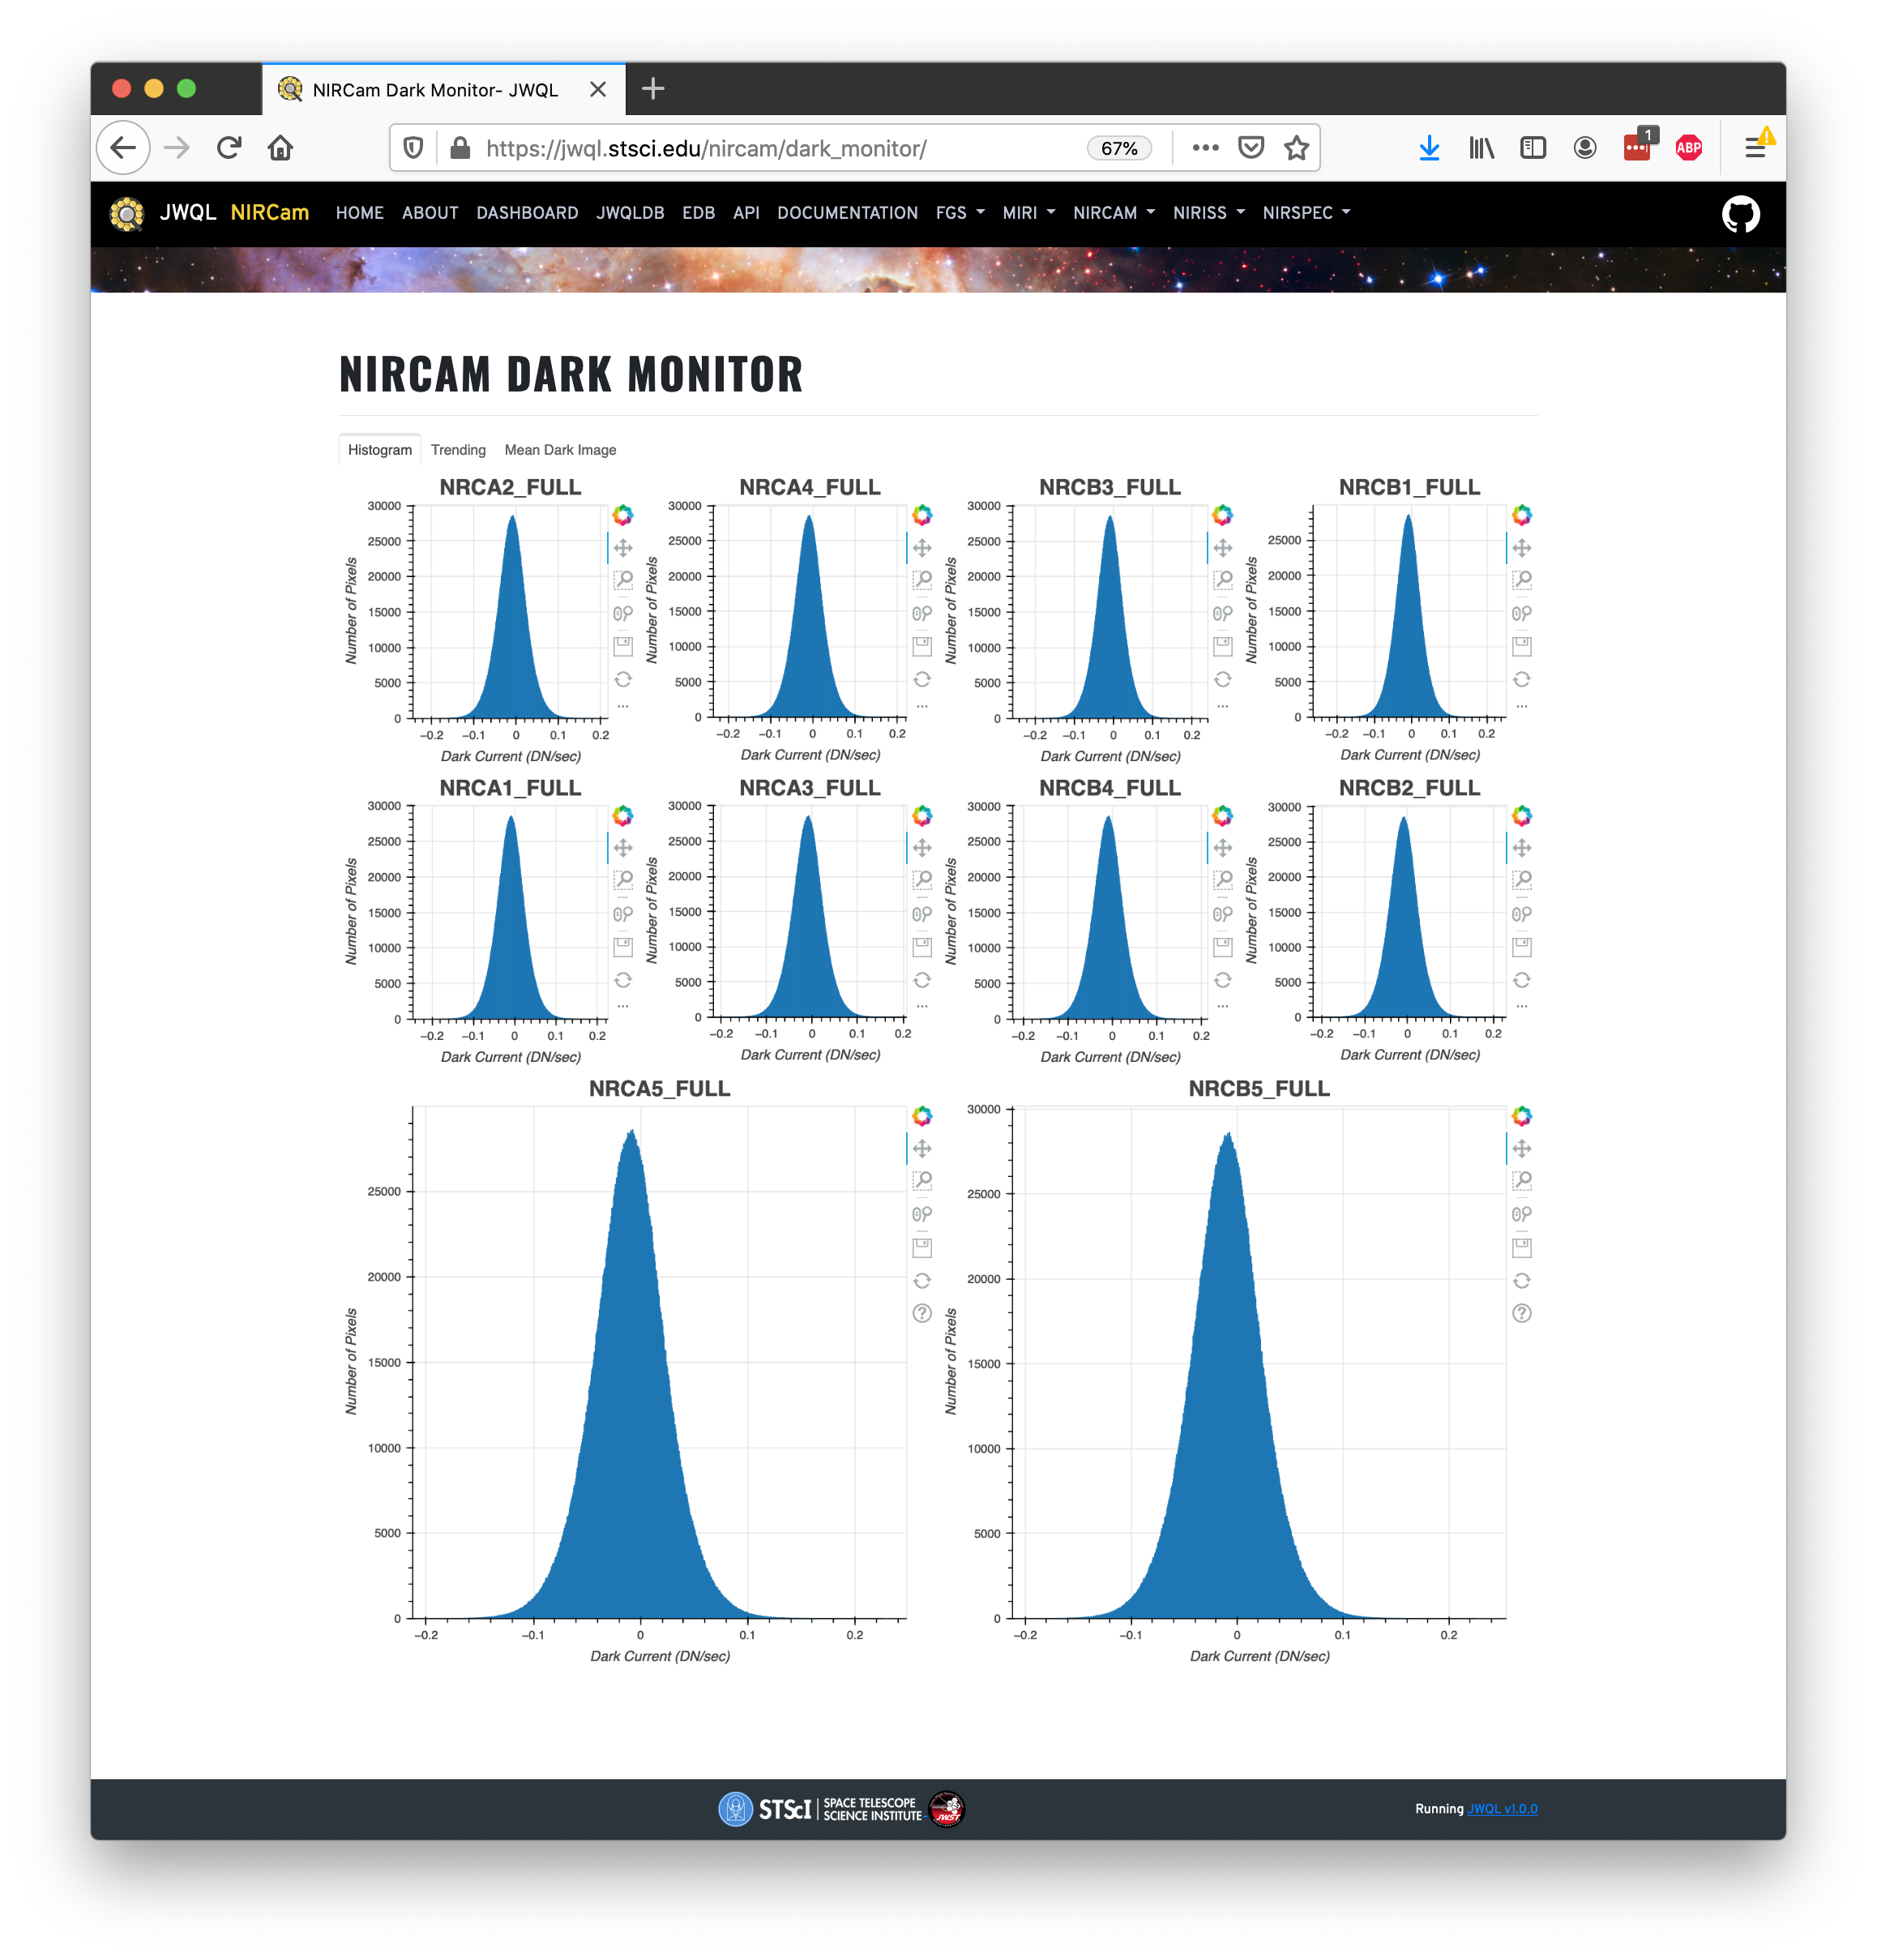 NIRCam Dark Monitor- JWQL
https://jwql.stsci.edu/nircam/dark_monitor/
67%
1
ABP
JWQL NIRCam HOME ABOUT DASHBOARD JWQLDB EDB API DOCUMENTATION FGS MIRI NIRCAM NIRISS NIRSPEC
NIRCAM DARK MONITOR
Histogram Trending Mean Dark Image
NRCA2_FULL
30000
25000
20000
15000
10000
5000
0
Number of Pixels
−0.2 −0.1 0 0.1 0.2
Dark Current (DN/sec)
NRCA4_FULL
30000
25000
20000
15000
10000
5000
0
Number of Pixels
−0.2 −0.1 0 0.1 0.2
Dark Current (DN/sec)
NRCB3_FULL
30000
25000
20000
15000
10000
5000
0
Number of Pixels
−0.2 −0.1 0 0.1 0.2
Dark Current (DN/sec)
NRCB1_FULL
25000
20000
15000
10000
5000
0
Number of Pixels
−0.2 −0.1 0 0.1 0.2
Dark Current (DN/sec)
NRCA1_FULL
30000
25000
20000
15000
10000
5000
0
Number of Pixels
−0.2 −0.1 0 0.1 0.2
Dark Current (DN/sec)
NRCA3_FULL
30000
25000
20000
15000
10000
5000
0
Number of Pixels
−0.2 −0.1 0 0.1 0.2
Dark Current (DN/sec)
NRCB4_FULL
30000
25000
20000
15000
10000
5000
0
Number of Pixels
−0.2 −0.1 0 0.1 0.2
Dark Current (DN/sec)
NRCB2_FULL
30000
25000
20000
15000
10000
5000
0
Number of Pixels
−0.2 −0.1 0 0.1 0.2
Dark Current (DN/sec)
NRCA5_FULL
25000
20000
15000
10000
5000
0
Number of Pixels
−0.2 −0.1 0 0.1 0.2
Dark Current (DN/sec)
NRCB5_FULL
30000
25000
20000
15000
10000
5000
0
Number of Pixels
−0.2 −0.1 0 0.1 0.2
Dark Current (DN/sec)
STScI SPACE TELESCOPE
SCIENCE INSTITUTE
JWST
Running JWQL v1.0.0